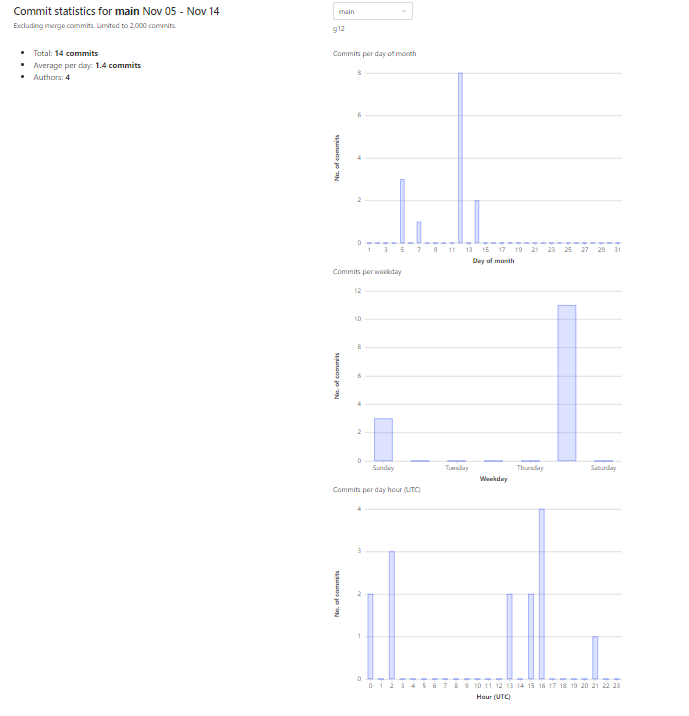 Commit statistics for main Nov 05 - Nov 14
Excluding merge commits. Limited to 2,000 commits.
Total: 14 commits
Average per day: 1.4 commits
Authors: 4
main
g12
Commits per day of month
No. of commits
8
6
4
2
0
1 3 5 7 9 11 13 15 17 19 21 23 25 27 29 31
Day of month
Commits per weekday
No. of commits
12
10
8
6
4
2
0
Sunday Tuesday Thursday Saturday
Weekday
Commits per day hour (UTC)
No. of commits
4
3
2
1
0
0 1 2 3 4 5 6 7 8 9 10 11 12 13 14 15 16 17 18 19 20 21 22 23
Hour (UTC)